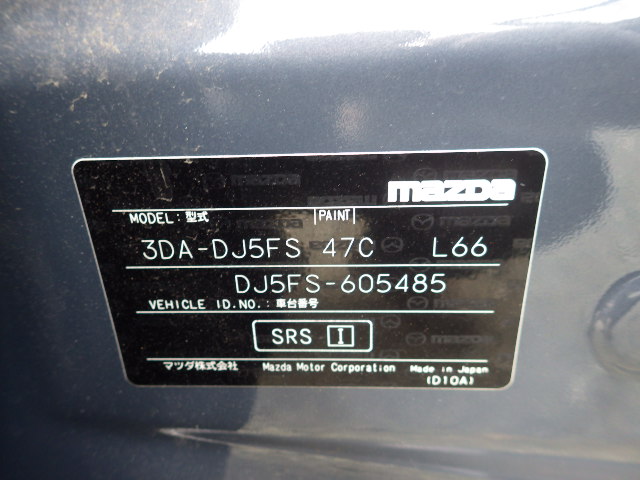 mazda
MODEL: 型式 PAINT
3DA-DJ5FS 47C L66
DJ5FS-605485
VEHICLE ID.NO.: 車台番号
SRS I
マツダ株式会社 Mazda Motor Corporation Made in Japan
(D10A)